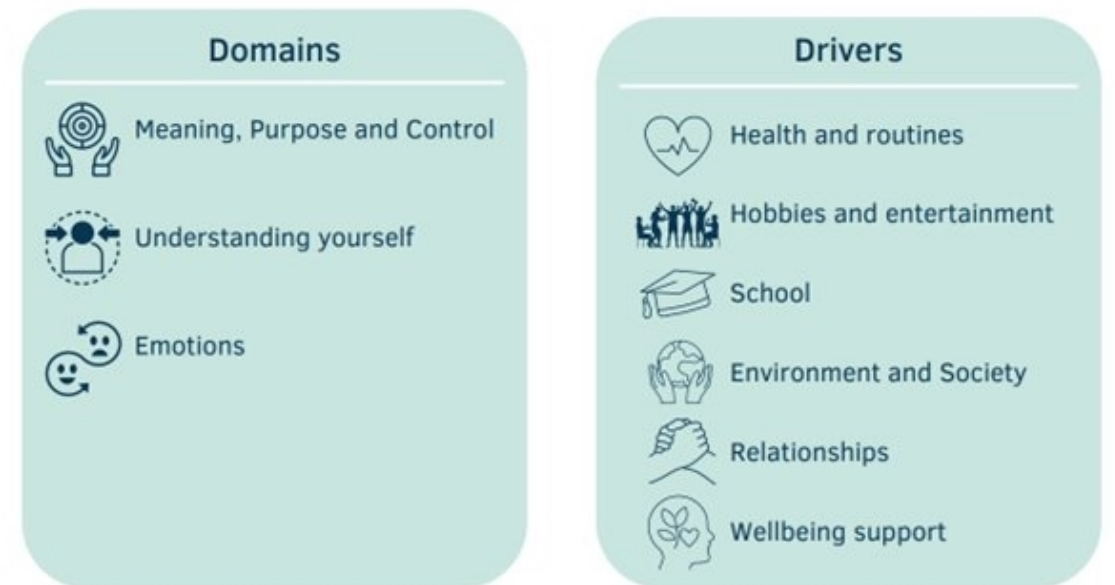 Domains
Meaning, Purpose and Control
Understanding yourself
Emotions
Drivers
Health and routines
Hobbies and entertainment
School
Environment and Society
Relationships
Wellbeing support